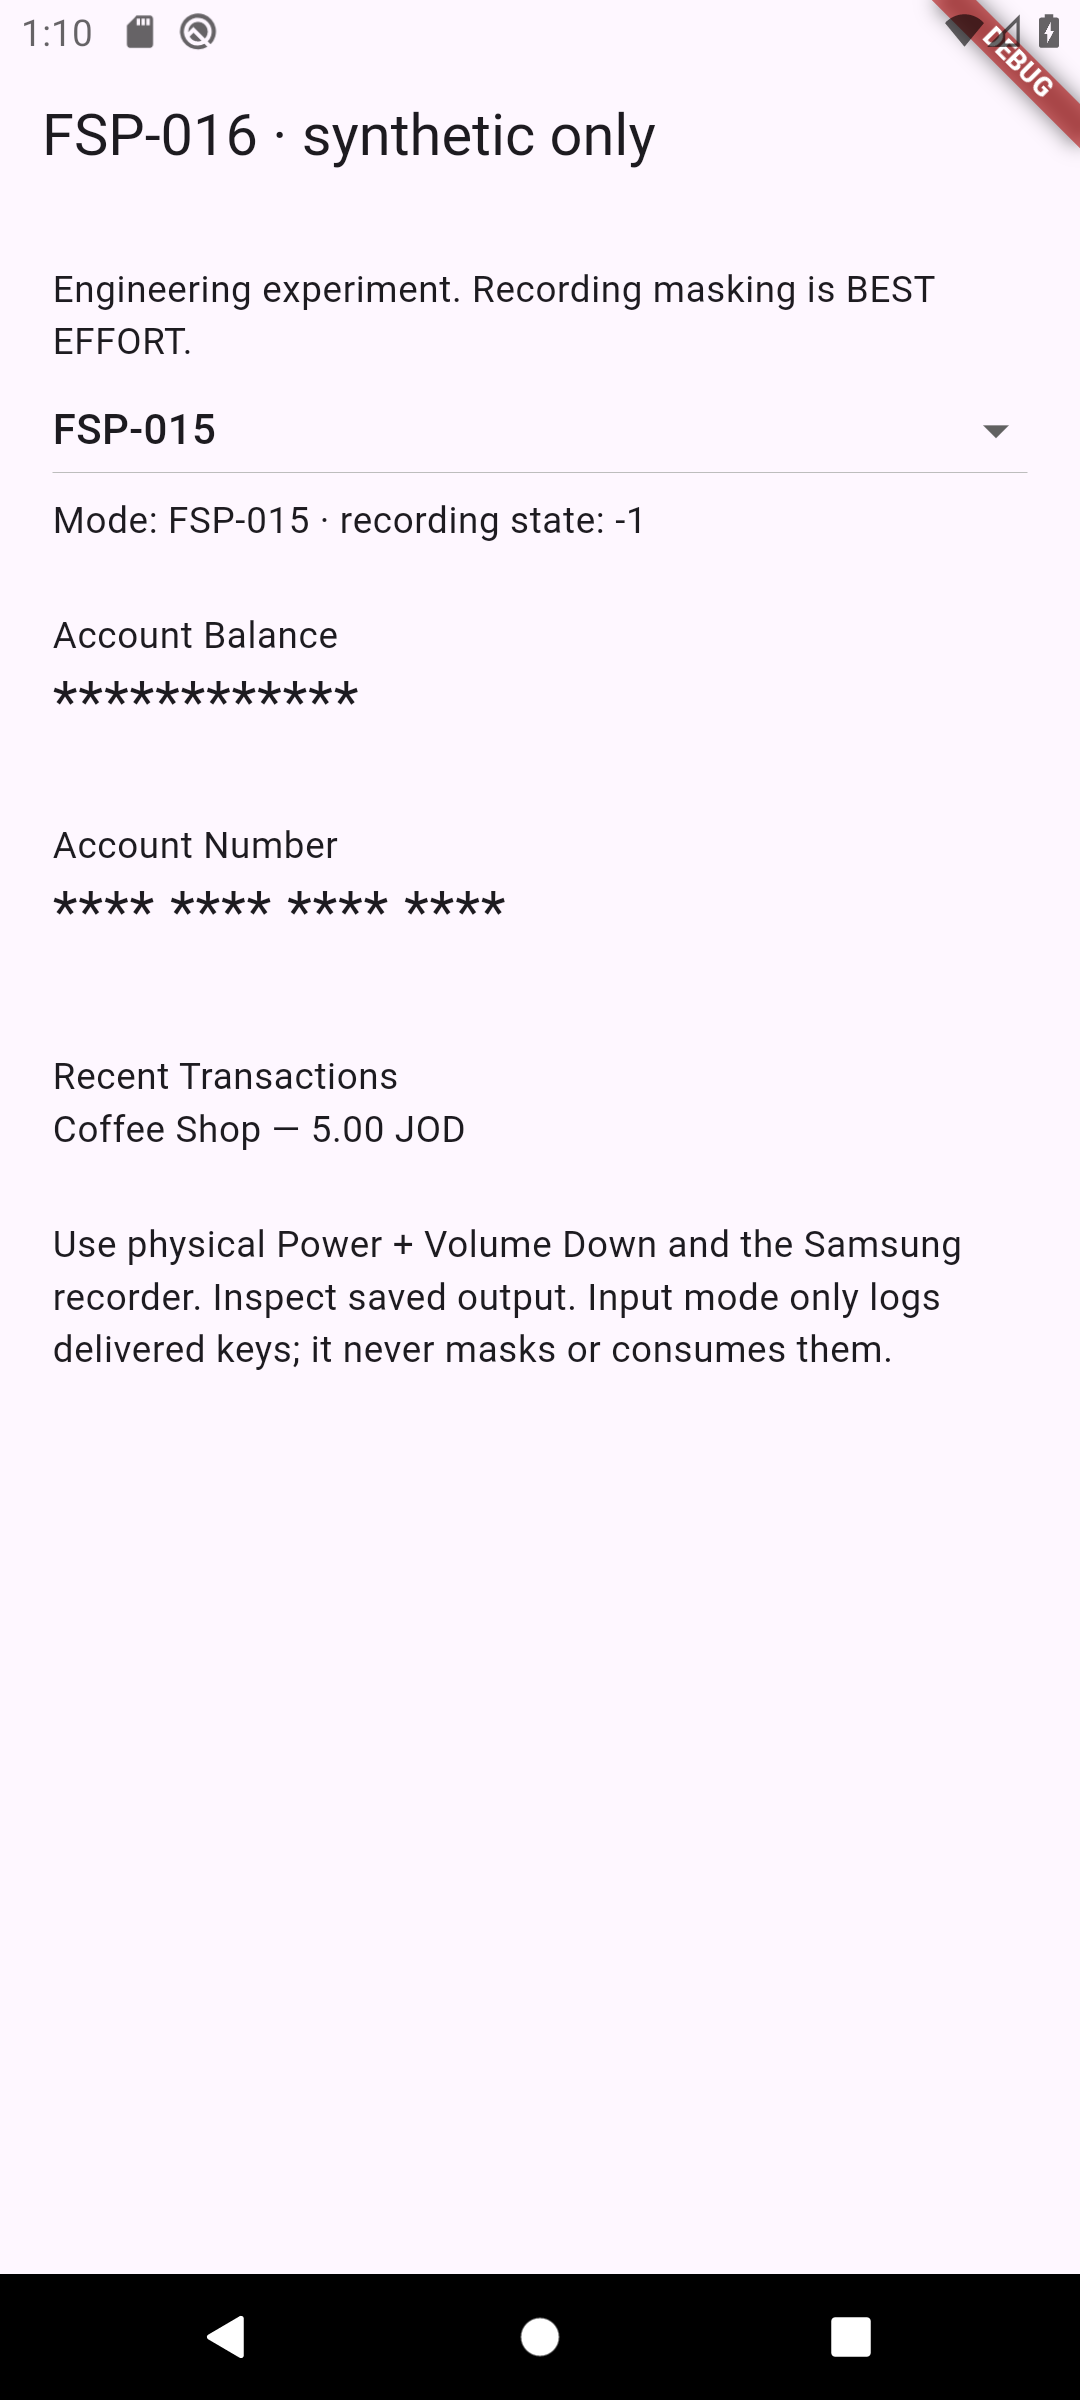 1:10
DEBUG
FSP-016 · synthetic only
Engineering experiment. Recording masking is BEST
EFFORT.
FSP-015
Mode: FSP-015 · recording state: -1
Account Balance
************
Account Number
**** **** **** ****
Recent Transactions
Coffee Shop — 5.00 JOD
Use physical Power + Volume Down and the Samsung
recorder. Inspect saved output. Input mode only logs
delivered keys; it never masks or consumes them.